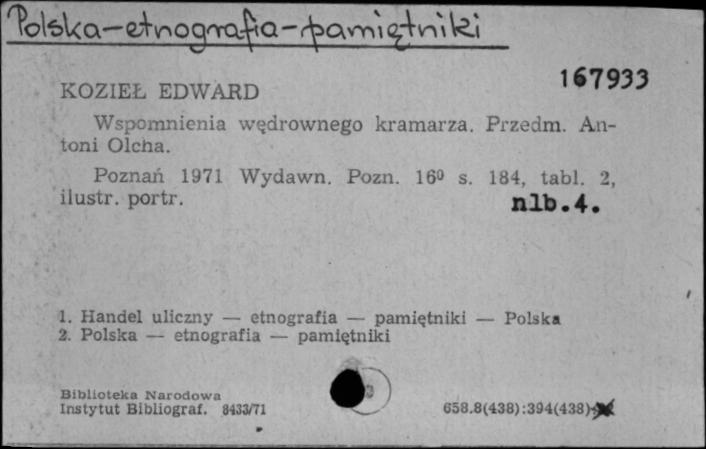 Polska-etnografia-pamiętniki
167933
KOZIEŁ EDWARD
Wspomnienia wędrownego kramarza. Przedm. An-
toni Olcha.
Poznań 1971 Wydawn. Pozn. 16⁰ s. 184, tabl. 2,
ilustr. portr.
nlb.4.
1. Handel uliczny — etnografia — pamiętniki — Polska
2. Polska — etnografia — pamiętniki
Biblioteka Narodowa
Instytut Bibliograf. 8433/71
658.8(438):394(438)